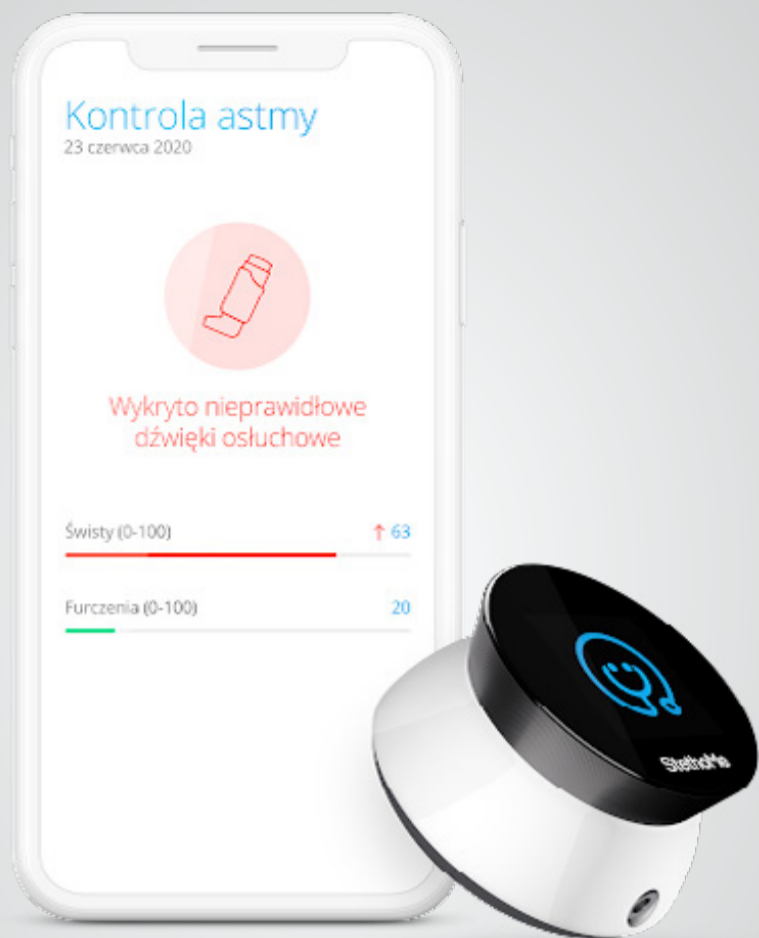 Kontrola astmy
23 czerwca 2020
Wykryto nieprawidłowe
dźwięki osłuchowe
Świsty (0-100)
↑ 63
Furczenia (0-100)
20
StethoMe